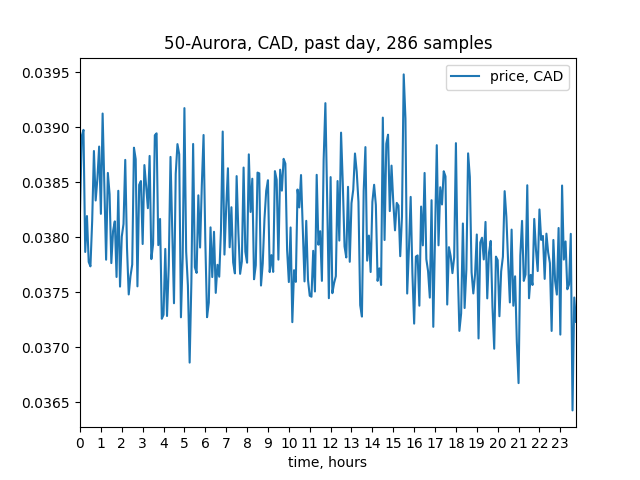 50-Aurora, CAD, past day, 286 samples
price, CAD
0.0395
0.0390
0.0385
0.0380
0.0375
0.0370
0.0365
0 1 2 3 4 5 6 7 8 9 10 11 12 13 14 15 16 17 18 19 20 21 22 23
time, hours